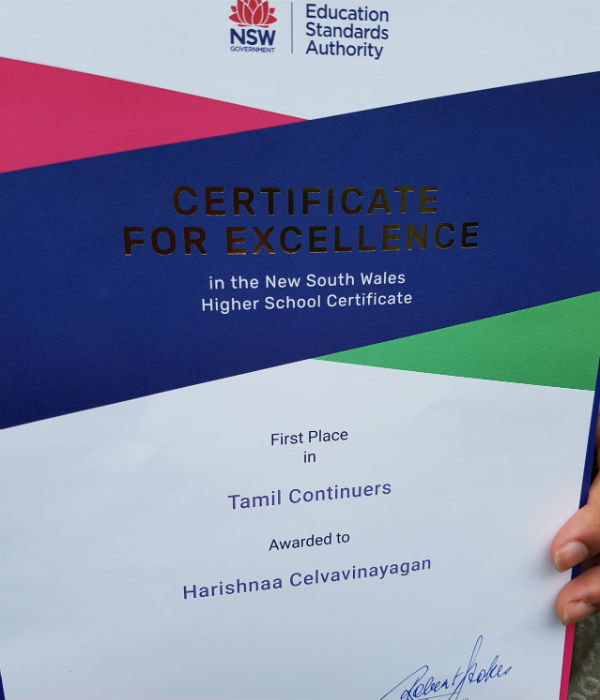 NSW
GOVERNMENT
Education
Standards
Authority
CERTIFICATE
FOR EXCELLENCE
in the New South Wales
Higher School Certificate
First Place
in
Tamil Continuers
Awarded to
Harishnaa Celvavinayagan